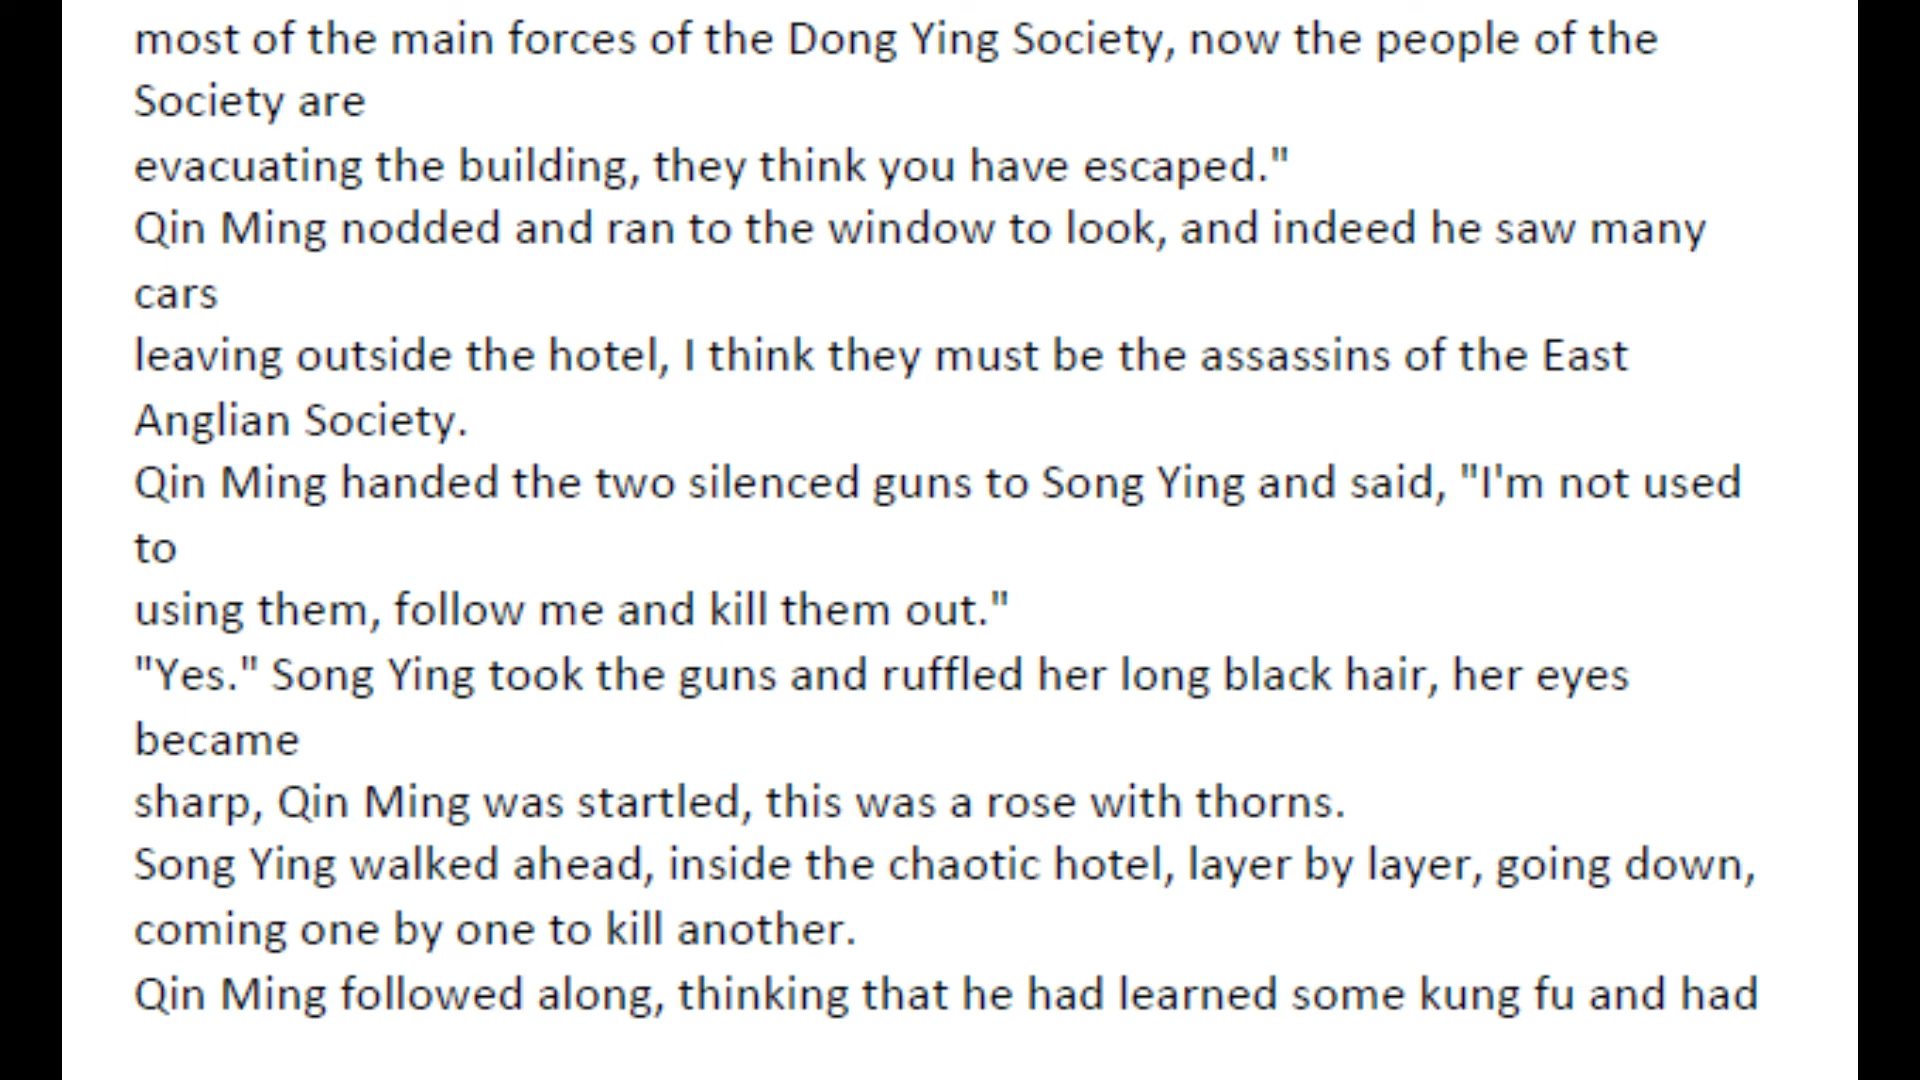 most of the main forces of the Dong Ying Society, now the people of the
Society are
evacuating the building, they think you have escaped."
Qin Ming nodded and ran to the window to look, and indeed he saw many
cars
leaving outside the hotel, I think they must be the assassins of the East
Anglian Society.
Qin Ming handed the two silenced guns to Song Ying and said, "I'm not used
to
using them, follow me and kill them out."
"Yes." Song Ying took the guns and ruffled her long black hair, her eyes
became
sharp, Qin Ming was startled, this was a rose with thorns.
Song Ying walked ahead, inside the chaotic hotel, layer by layer, going down,
coming one by one to kill another.
Qin Ming followed along, thinking that he had learned some kung fu and had